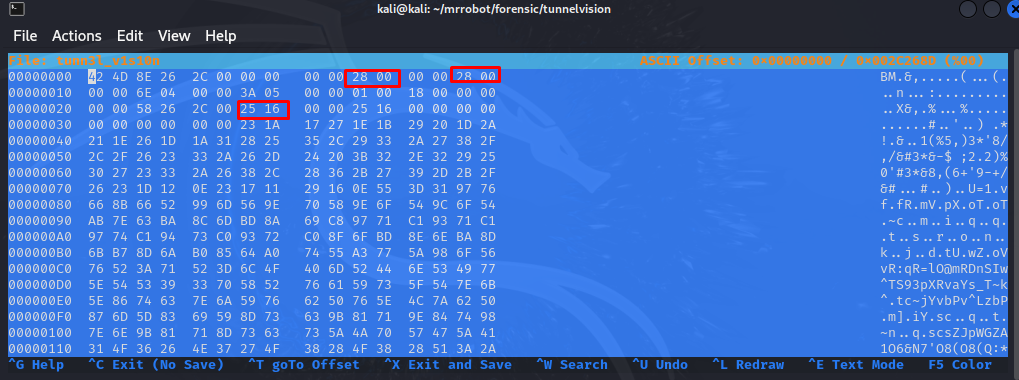 kali@kali: ~/mrrobot/forensic/tunnelvision
File Actions Edit View Help
File: tunn3l_v1s10n ASCII Offset: 0x00000000 / 0x002C268D (%00)
00000000 42 4D 8E 26 2C 00 00 00 00 00 28 00 00 00 28 00 BM.&,.....(...(.
00000010 00 00 6E 04 00 00 3A 05 00 00 01 00 18 00 00 00 ..n...:.........
00000020 00 00 58 26 2C 00 25 16 00 00 25 16 00 00 00 00 ..X&,.%...%.....
00000030 00 00 00 00 00 00 23 1A 17 27 1E 1B 29 20 1D 2A ......#..'..) .*
00000040 21 1E 26 1D 1A 31 28 25 35 2C 29 33 2A 27 38 2F !.&..1(%5,)3*'8/
00000050 2C 2F 26 23 33 2A 26 2D 24 20 3B 32 2E 32 29 25 ,/&#3*&-$ ;2.2)%
00000060 30 27 23 33 2A 26 38 2C 28 36 2B 27 39 2D 2B 2F 0'#3*&8,(6+'9-+/
00000070 26 23 1D 12 0E 23 17 11 29 16 0E 55 3D 31 97 76 &#...#..)..U=1.v
00000080 66 8B 66 52 99 6D 56 9E 70 58 9E 6F 54 9C 6F 54 f.fR.mV.pX.oT.oT
00000090 AB 7E 63 BA 8C 6D BD 8A 69 C8 97 71 C1 93 71 C1 .~c..m..i..q..q.
000000A0 97 74 C1 94 73 C0 93 72 C0 8F 6F BD 8E 6E BA 8D .t..s..r..o..n..
000000B0 6B B7 8D 6A B0 85 64 A0 74 55 A3 77 5A 98 6F 56 k..j..d.tU.wZ.oV
000000C0 76 52 3A 71 52 3D 6C 4F 40 6D 52 44 6E 53 49 77 vR:qR=lO@mRDnSIw
000000D0 5E 54 53 39 33 70 58 52 76 61 59 73 5F 54 7E 6B ^TS93pXRvaYs_T~k
000000E0 5E 86 74 63 7E 6A 59 76 62 50 76 5E 4C 7A 62 50 ^.tc~jYvbPv^LzbP
000000F0 87 6D 5D 83 69 59 8D 73 63 9B 81 71 9E 84 74 98 .m].iY.sc..q..t.
00000100 7E 6E 9B 81 71 8D 73 63 73 5A 4A 70 57 47 5A 41 ~n..q.scsZJpWGZA
00000110 31 4F 36 26 4E 37 27 4F 38 28 4F 38 28 51 3A 2A 1O6&N7'O8(O8(Q:*
^G Help ^C Exit (No Save) ^T goTo Offset ^X Exit and Save ^W Search ^U Undo ^L Redraw ^E Text Mode F5 Color